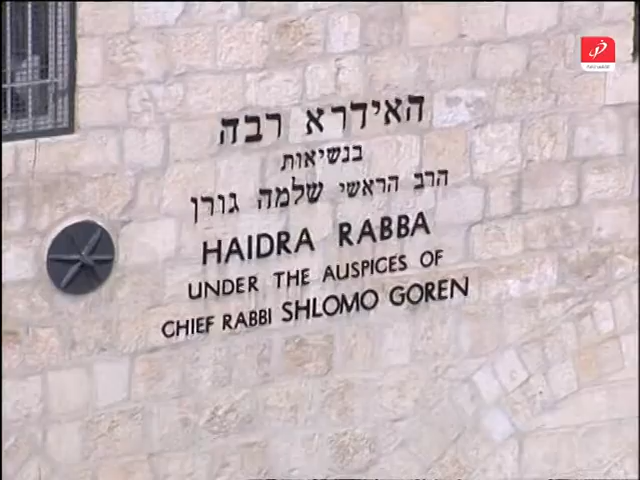 האידרא רבה
בנשיאות
הרב הראשי שלמה גורן
HAIDRA RABBA
UNDER THE AUSPICES OF
CHIEF RABBI SHLOMO GOREN